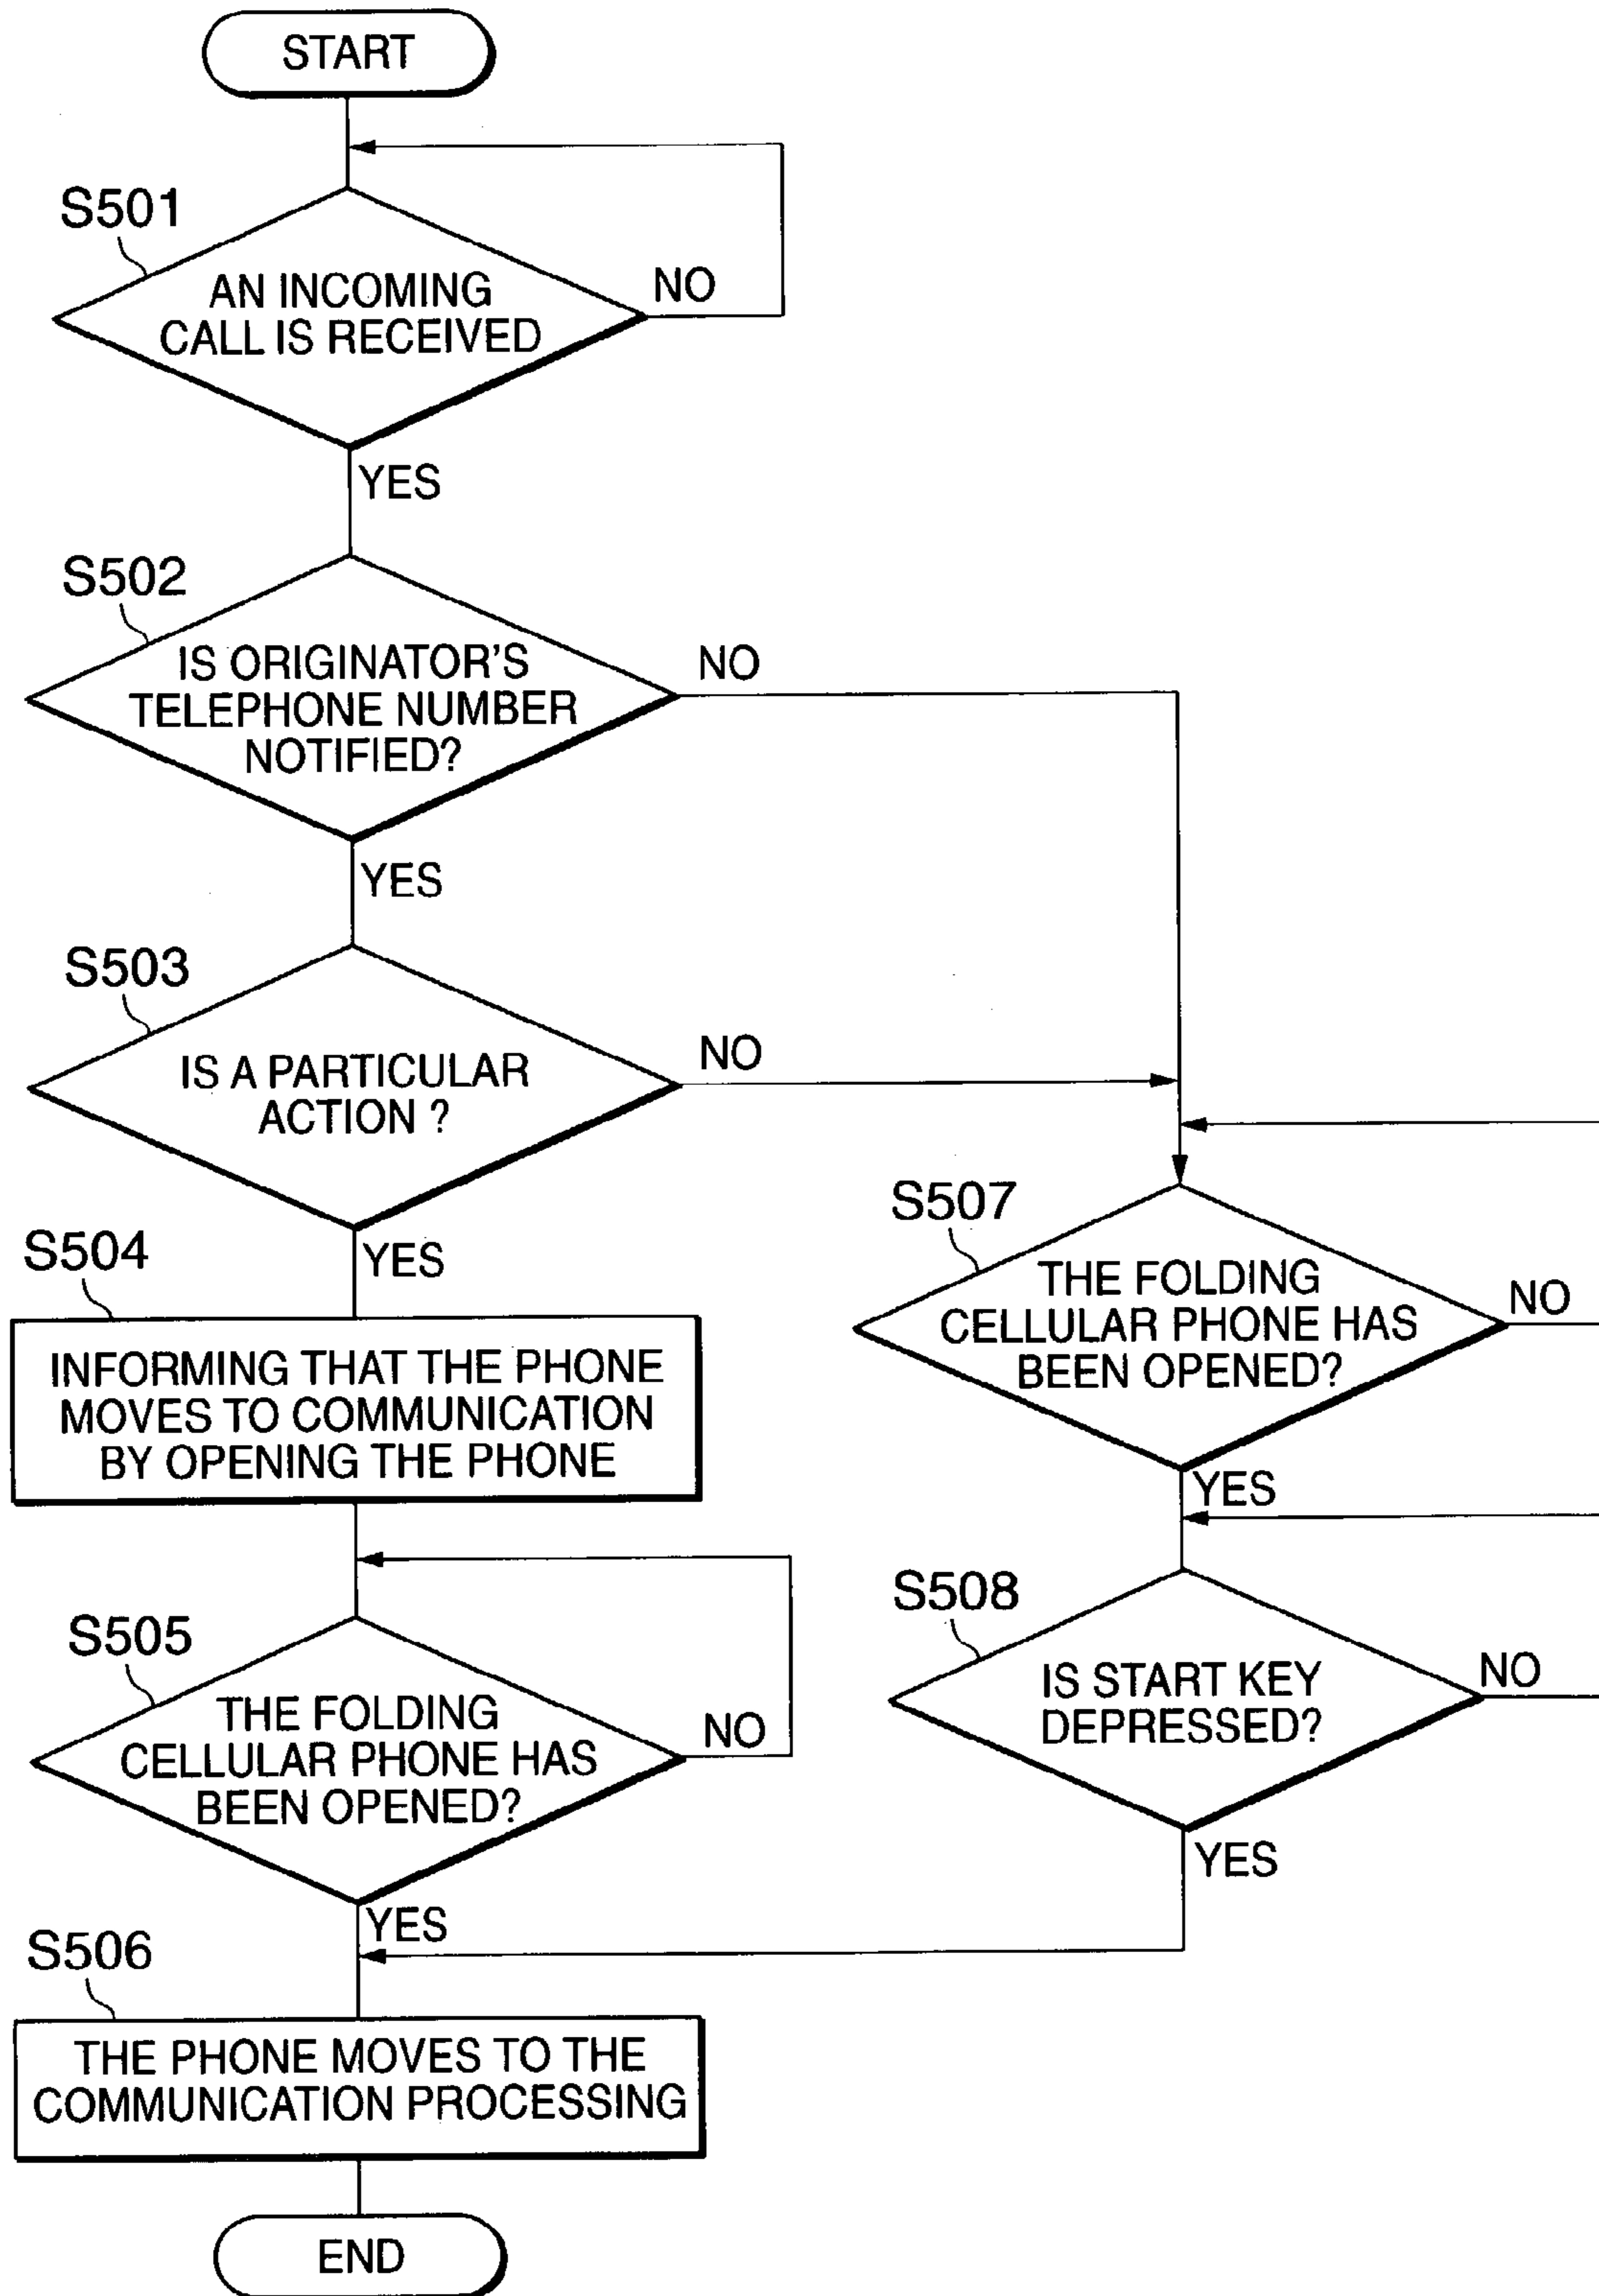 START
S501
AN INCOMING
CALL IS RECEIVED
NO
YES
S502
IS ORIGINATOR'S
TELEPHONE NUMBER
NOTIFIED?
NO
YES
S503
IS A PARTICULAR
ACTION ?
NO
YES
S504
INFORMING THAT THE PHONE
MOVES TO COMMUNICATION
BY OPENING THE PHONE
S505
THE FOLDING
CELLULAR PHONE HAS
BEEN OPENED?
NO
YES
S506
THE PHONE MOVES TO THE
COMMUNICATION PROCESSING
END
S507
THE FOLDING
CELLULAR PHONE HAS
BEEN OPENED?
NO
YES
S508
IS START KEY
DEPRESSED?
NO
YES